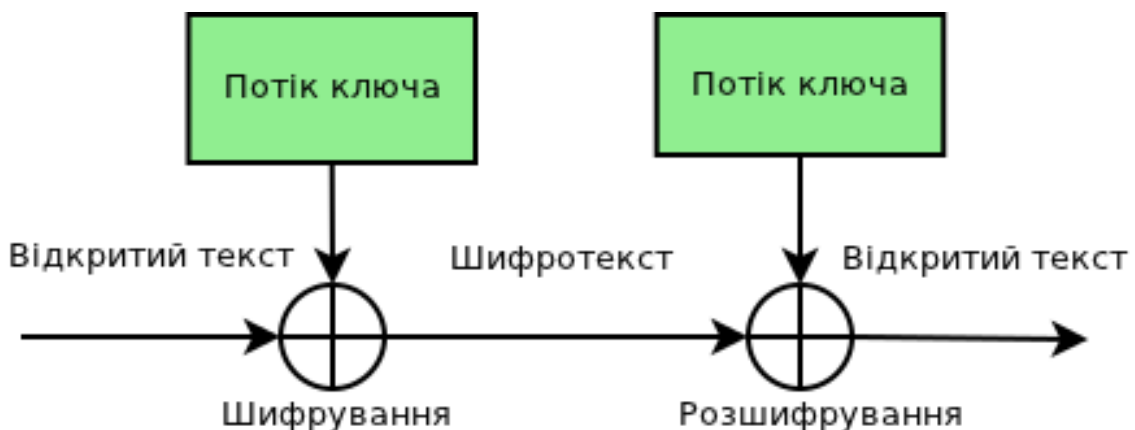 Потік ключа
Потік ключа
Відкритий текст
Шифротекст
Відкритий текст
Шифрування
Розшифрування